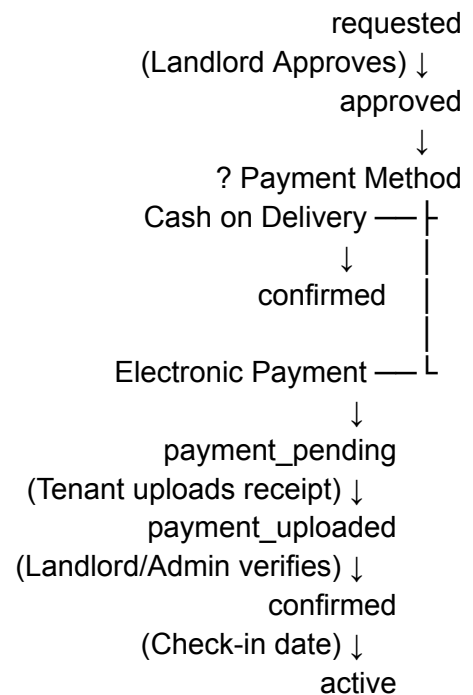 requested
(Landlord Approves) ↓
approved
↓
? Payment Method
Cash on Delivery ── ├
↓ │
confirmed │
│
Electronic Payment ── └
↓
payment_pending
(Tenant uploads receipt) ↓
payment_uploaded
(Landlord/Admin verifies) ↓
confirmed
(Check-in date) ↓
active